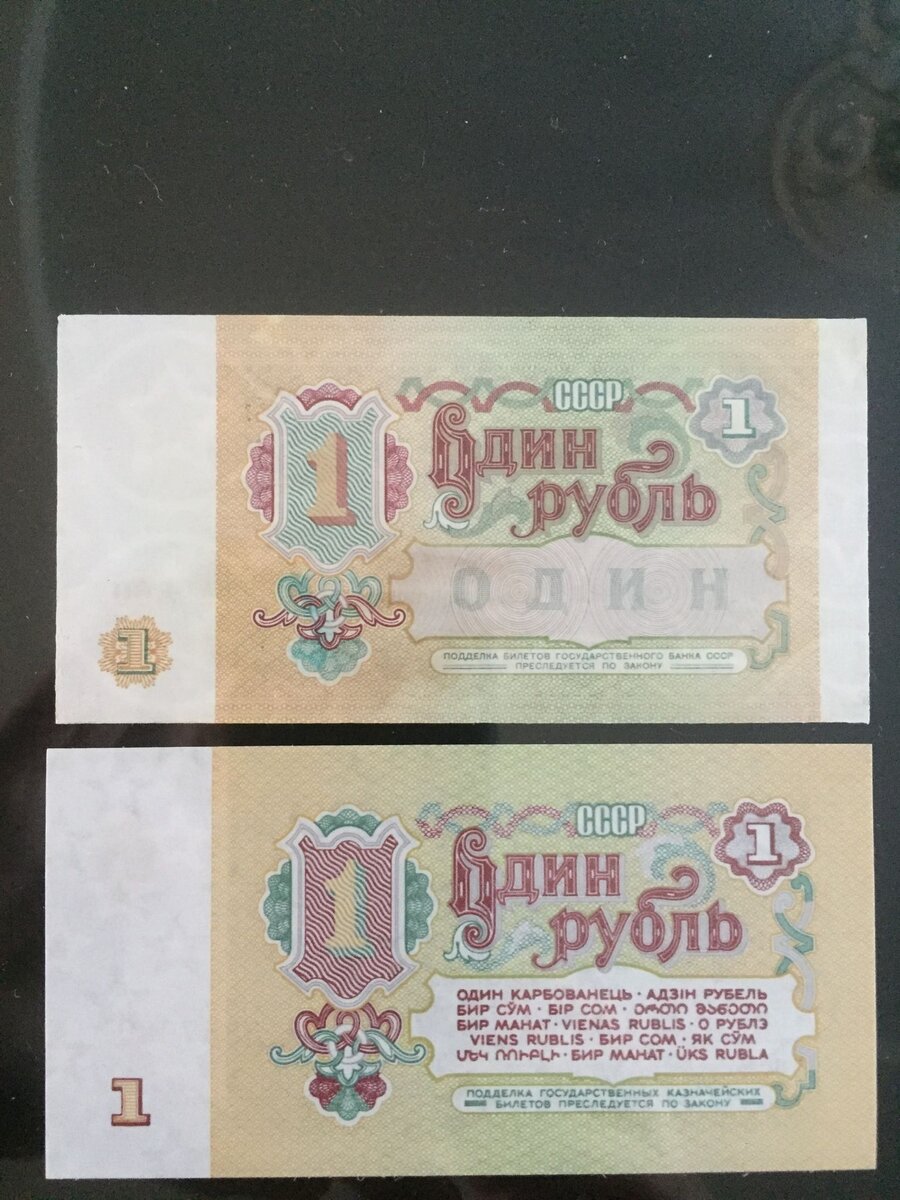 СССР
1
1
Один
рубль
ОДИН
1
ПОДДЕЛКА БИЛЕТОВ ГОСУДАРСТВЕННОГО БАНКА СССР
ПРЕСЛЕДУЕТСЯ ПО ЗАКОНУ
СССР
1
1
Один
рубль
ОДИН КАРБОВАНЕЦЬ · АДЗІН РУБЕЛЬ
БИР СЎМ · БІР СОМ · ᲔᲠᲗᲘ ᲛᲐᲜᲔᲗᲘ
БИР МАНАТ · VIENAS RUBLIS · О РУБЛЭ
VIENS RUBLIS · БИР СОМ · ЯК СЎМ
ՄԵԿ ՌՈՒԲԼԻ · БИР МАНАТ · ÜKS RUBLA
1
ПОДДЕЛКА ГОСУДАРСТВЕННЫХ КАЗНАЧЕЙСКИХ
БИЛЕТОВ ПРЕСЛЕДУЕТСЯ ПО ЗАКОНУ